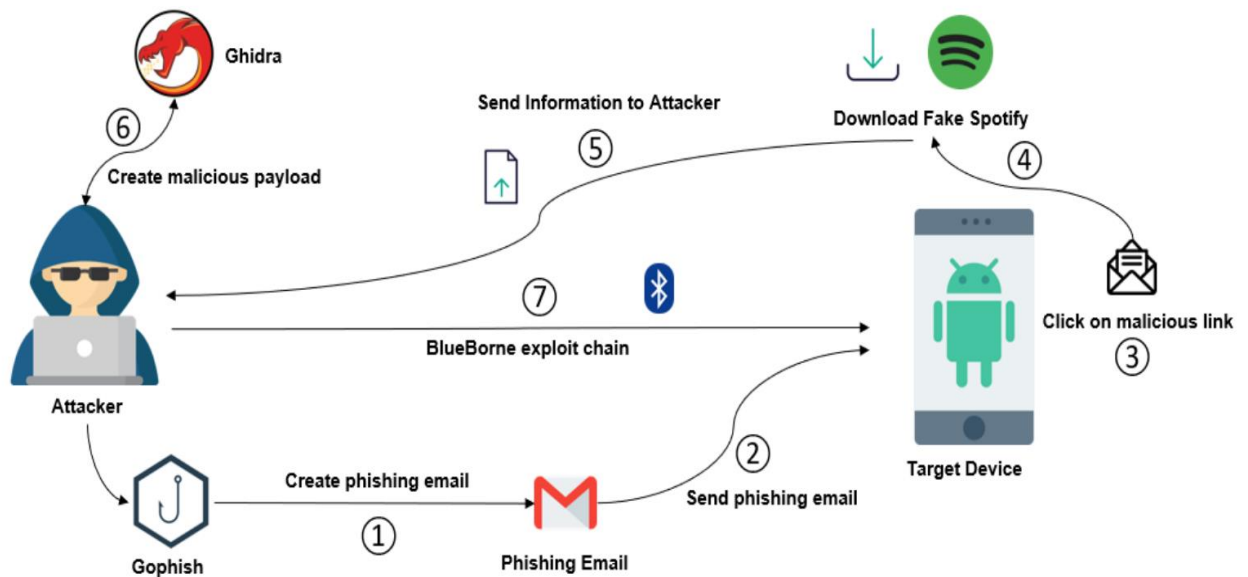 Ghidra
6
Create malicious payload
Send Information to Attacker
5
Download Fake Spotify
4
7
BlueBorne exploit chain
Click on malicious link
3
Attacker
2
Target Device
Create phishing email
Send phishing email
1
Gophish
Phishing Email